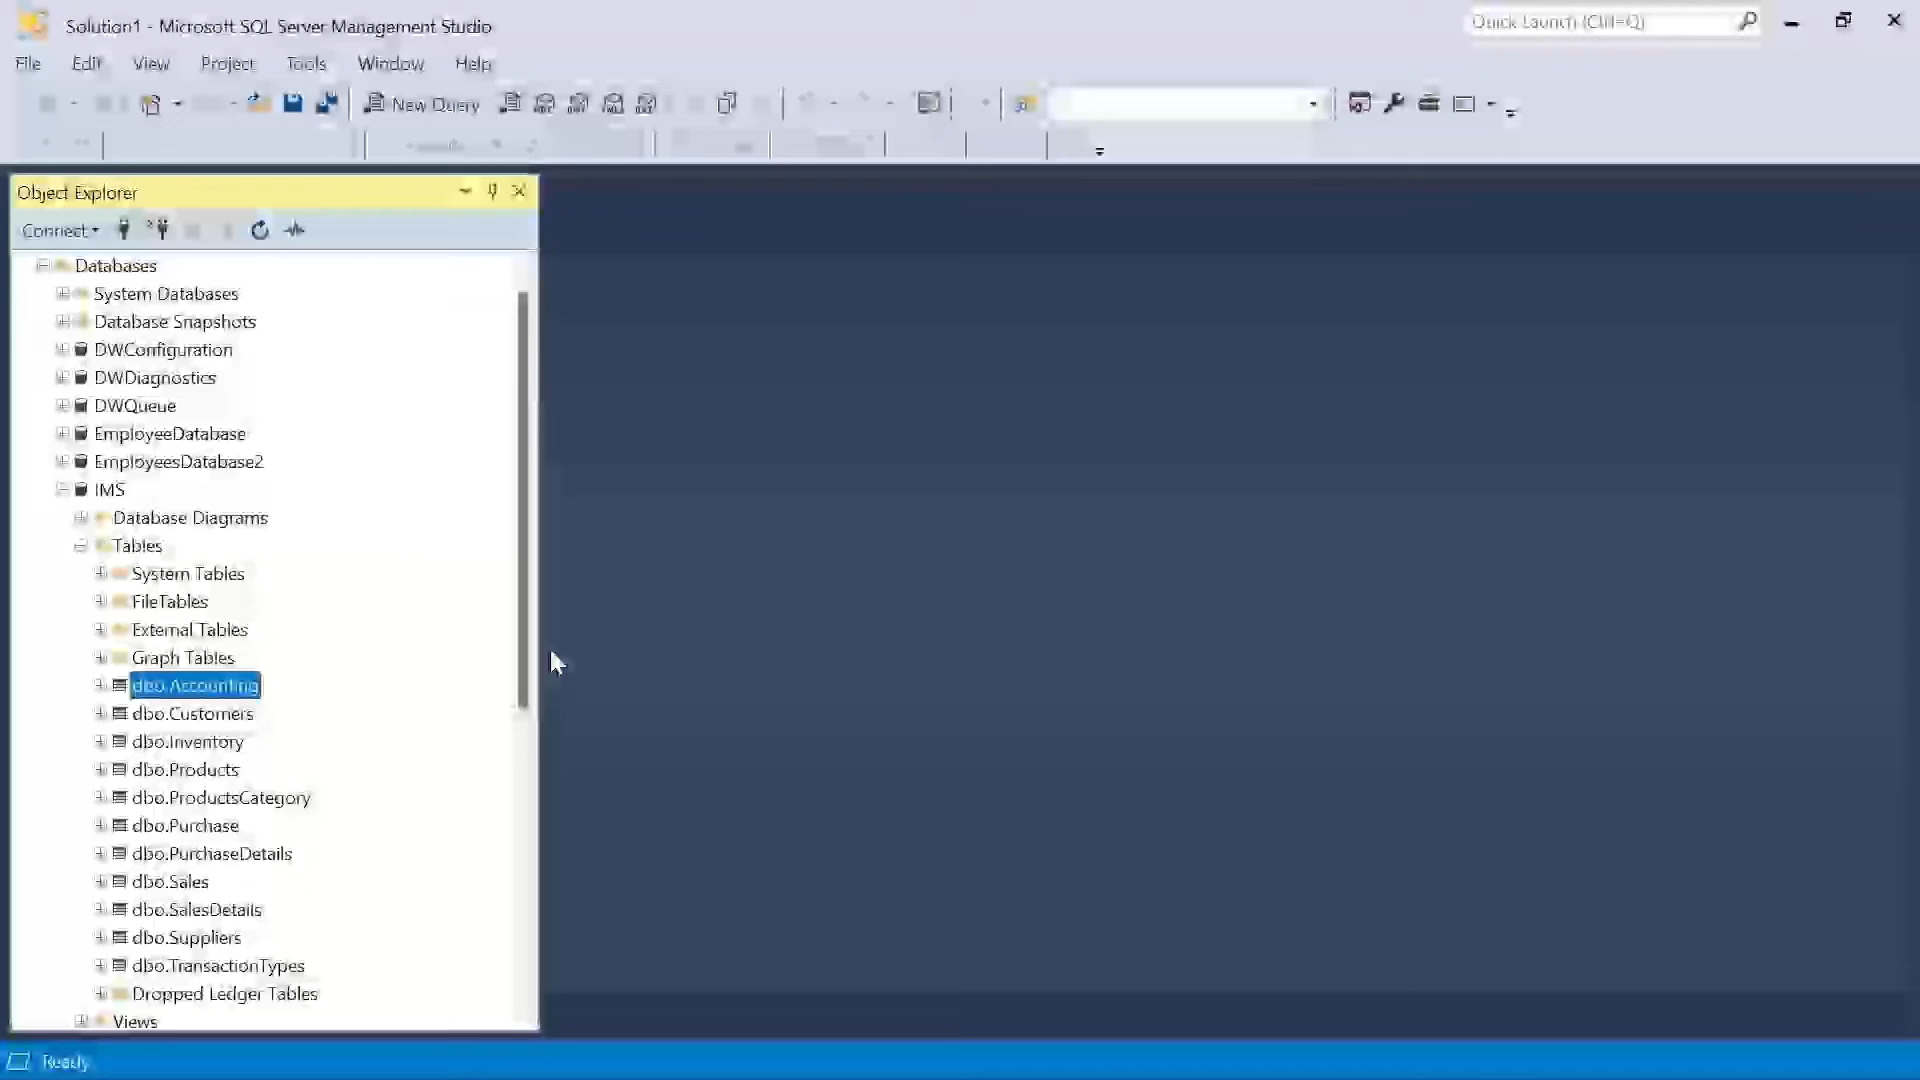 Solution1 - Microsoft SQL Server Management Studio
Quick Launch (Ctrl+Q)
File Edit View Project Tools Window Help
New Query
Object Explorer
Connect
Databases
System Databases
Database Snapshots
DWConfiguration
DWDiagnostics
DWQueue
EmployeeDatabase
EmployeesDatabase2
IMS
Database Diagrams
Tables
System Tables
FileTables
External Tables
Graph Tables
dbo.Accounting
dbo.Customers
dbo.Inventory
dbo.Products
dbo.ProductsCategory
dbo.Purchase
dbo.PurchaseDetails
dbo.Sales
dbo.SalesDetails
dbo.Suppliers
dbo.TransactionTypes
Dropped Ledger Tables
Views
Ready